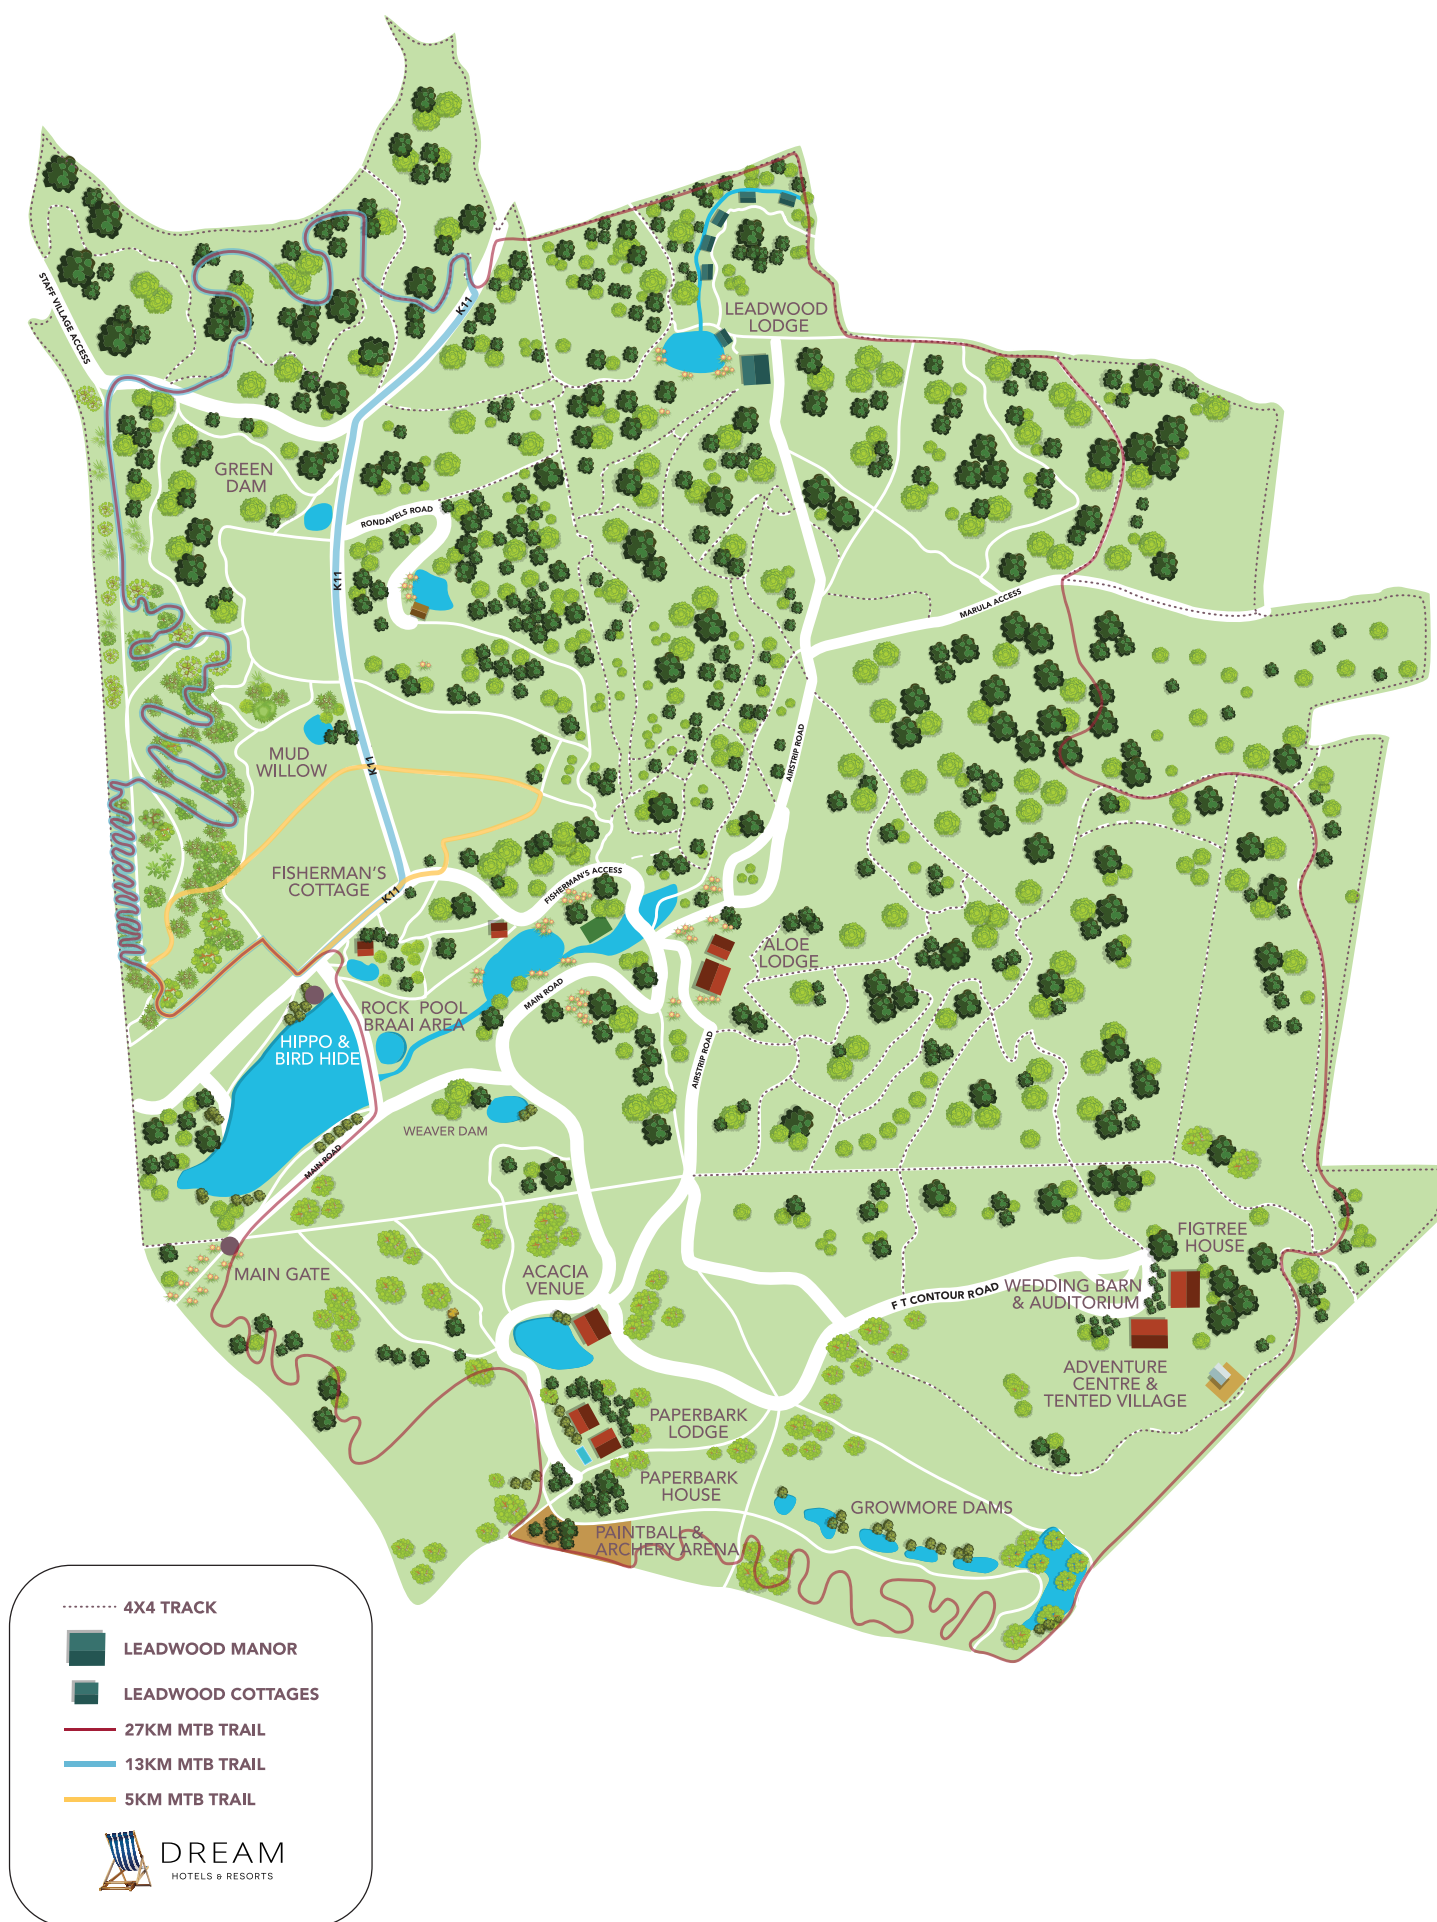 LEADWOOD
LODGE
K11
STAFF VILLAGE ACCESS
GREEN
DAM
RONDAVELS ROAD
K11
MARULA ACCESS
MUD
WILLOW
K11
AIRSTRIP ROAD
FISHERMAN'S
COTTAGE
K11
FISHERMAN'S ACCESS
ALOE
LODGE
MAIN ROAD
ROCK POOL
BRAAI AREA
HIPPO &
BIRD HIDE
AIRSTRIP ROAD
WEAVER DAM
MAIN ROAD
MAIN GATE
ACACIA
VENUE
FIGTREE
HOUSE
WEDDING BARN
& AUDITORIUM
F T CONTOUR ROAD
ADVENTURE
CENTRE &
TENTED VILLAGE
PAPERBARK
LODGE
PAPERBARK
HOUSE
GROWMORE DAMS
PAINTBALL &
ARCHERY ARENA
4X4 TRACK
LEADWOOD MANOR
LEADWOOD COTTAGES
27KM MTB TRAIL
13KM MTB TRAIL
5KM MTB TRAIL
DREAM
HOTELS & RESORTS